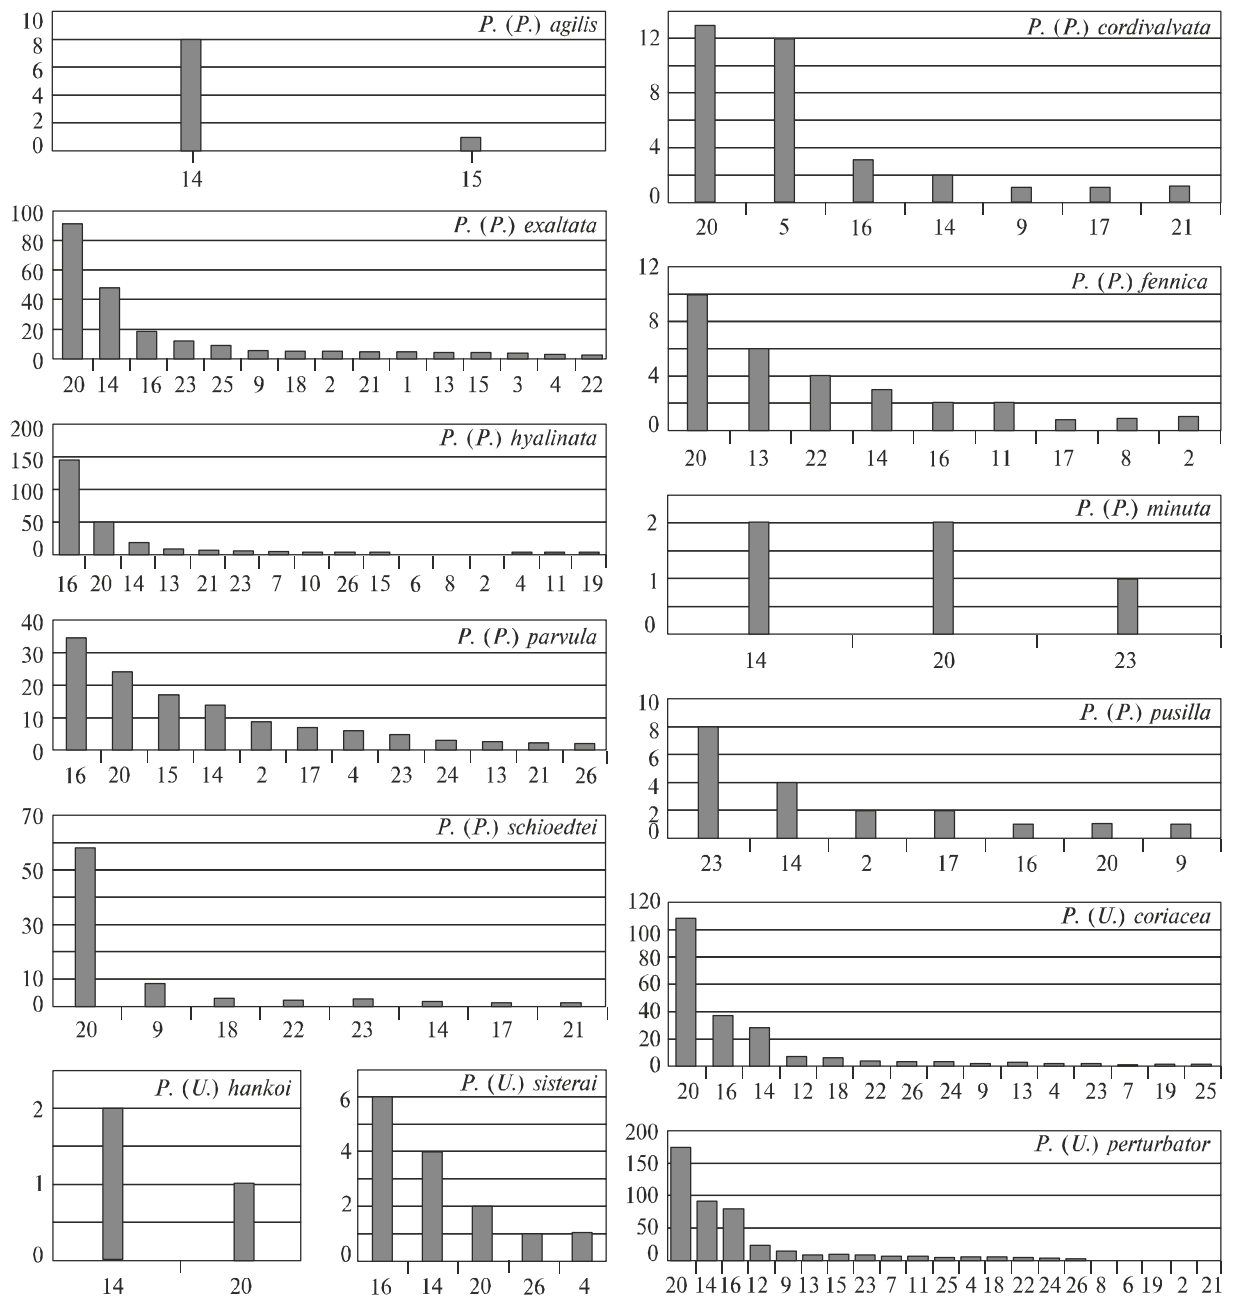 P. (P.) agilis
10
8
6
4
2
0
14 15
P. (P.) exaltata
100
80
60
40
20
0
20 14 16 23 25 9 18 2 21 1 13 15 3 4 22
P. (P.) hyalinata
200
150
100
50
0
16 20 14 13 21 23 7 10 26 15 6 8 2 4 11 19
P. (P.) parvula
40
30
20
10
0
16 20 15 14 2 17 4 23 24 13 21 26
P. (P.) schioedtei
70
50
30
10
0
20 9 18 22 23 14 17 21
P. (U.) hankoi
2
1
0
14 20
P. (U.) sisterai
6
4
2
0
16 14 20 26 4
P. (P.) cordivalvata
12
8
4
0
20 5 16 14 9 17 21
P. (P.) fennica
12
8
4
0
20 13 22 14 16 11 17 8 2
P. (P.) minuta
2
1
0
14 20 23
P. (P.) pusilla
10
8
6
4
2
0
23 14 2 17 16 20 9
P. (U.) coriacea
120
100
80
60
40
20
0
20 16 14 12 18 22 26 24 9 13 4 23 7 19 25
P. (U.) perturbator
200
150
100
50
0
20 14 16 12 9 13 15 23 7 11 25 4 18 22 24 26 8 6 19 2 21